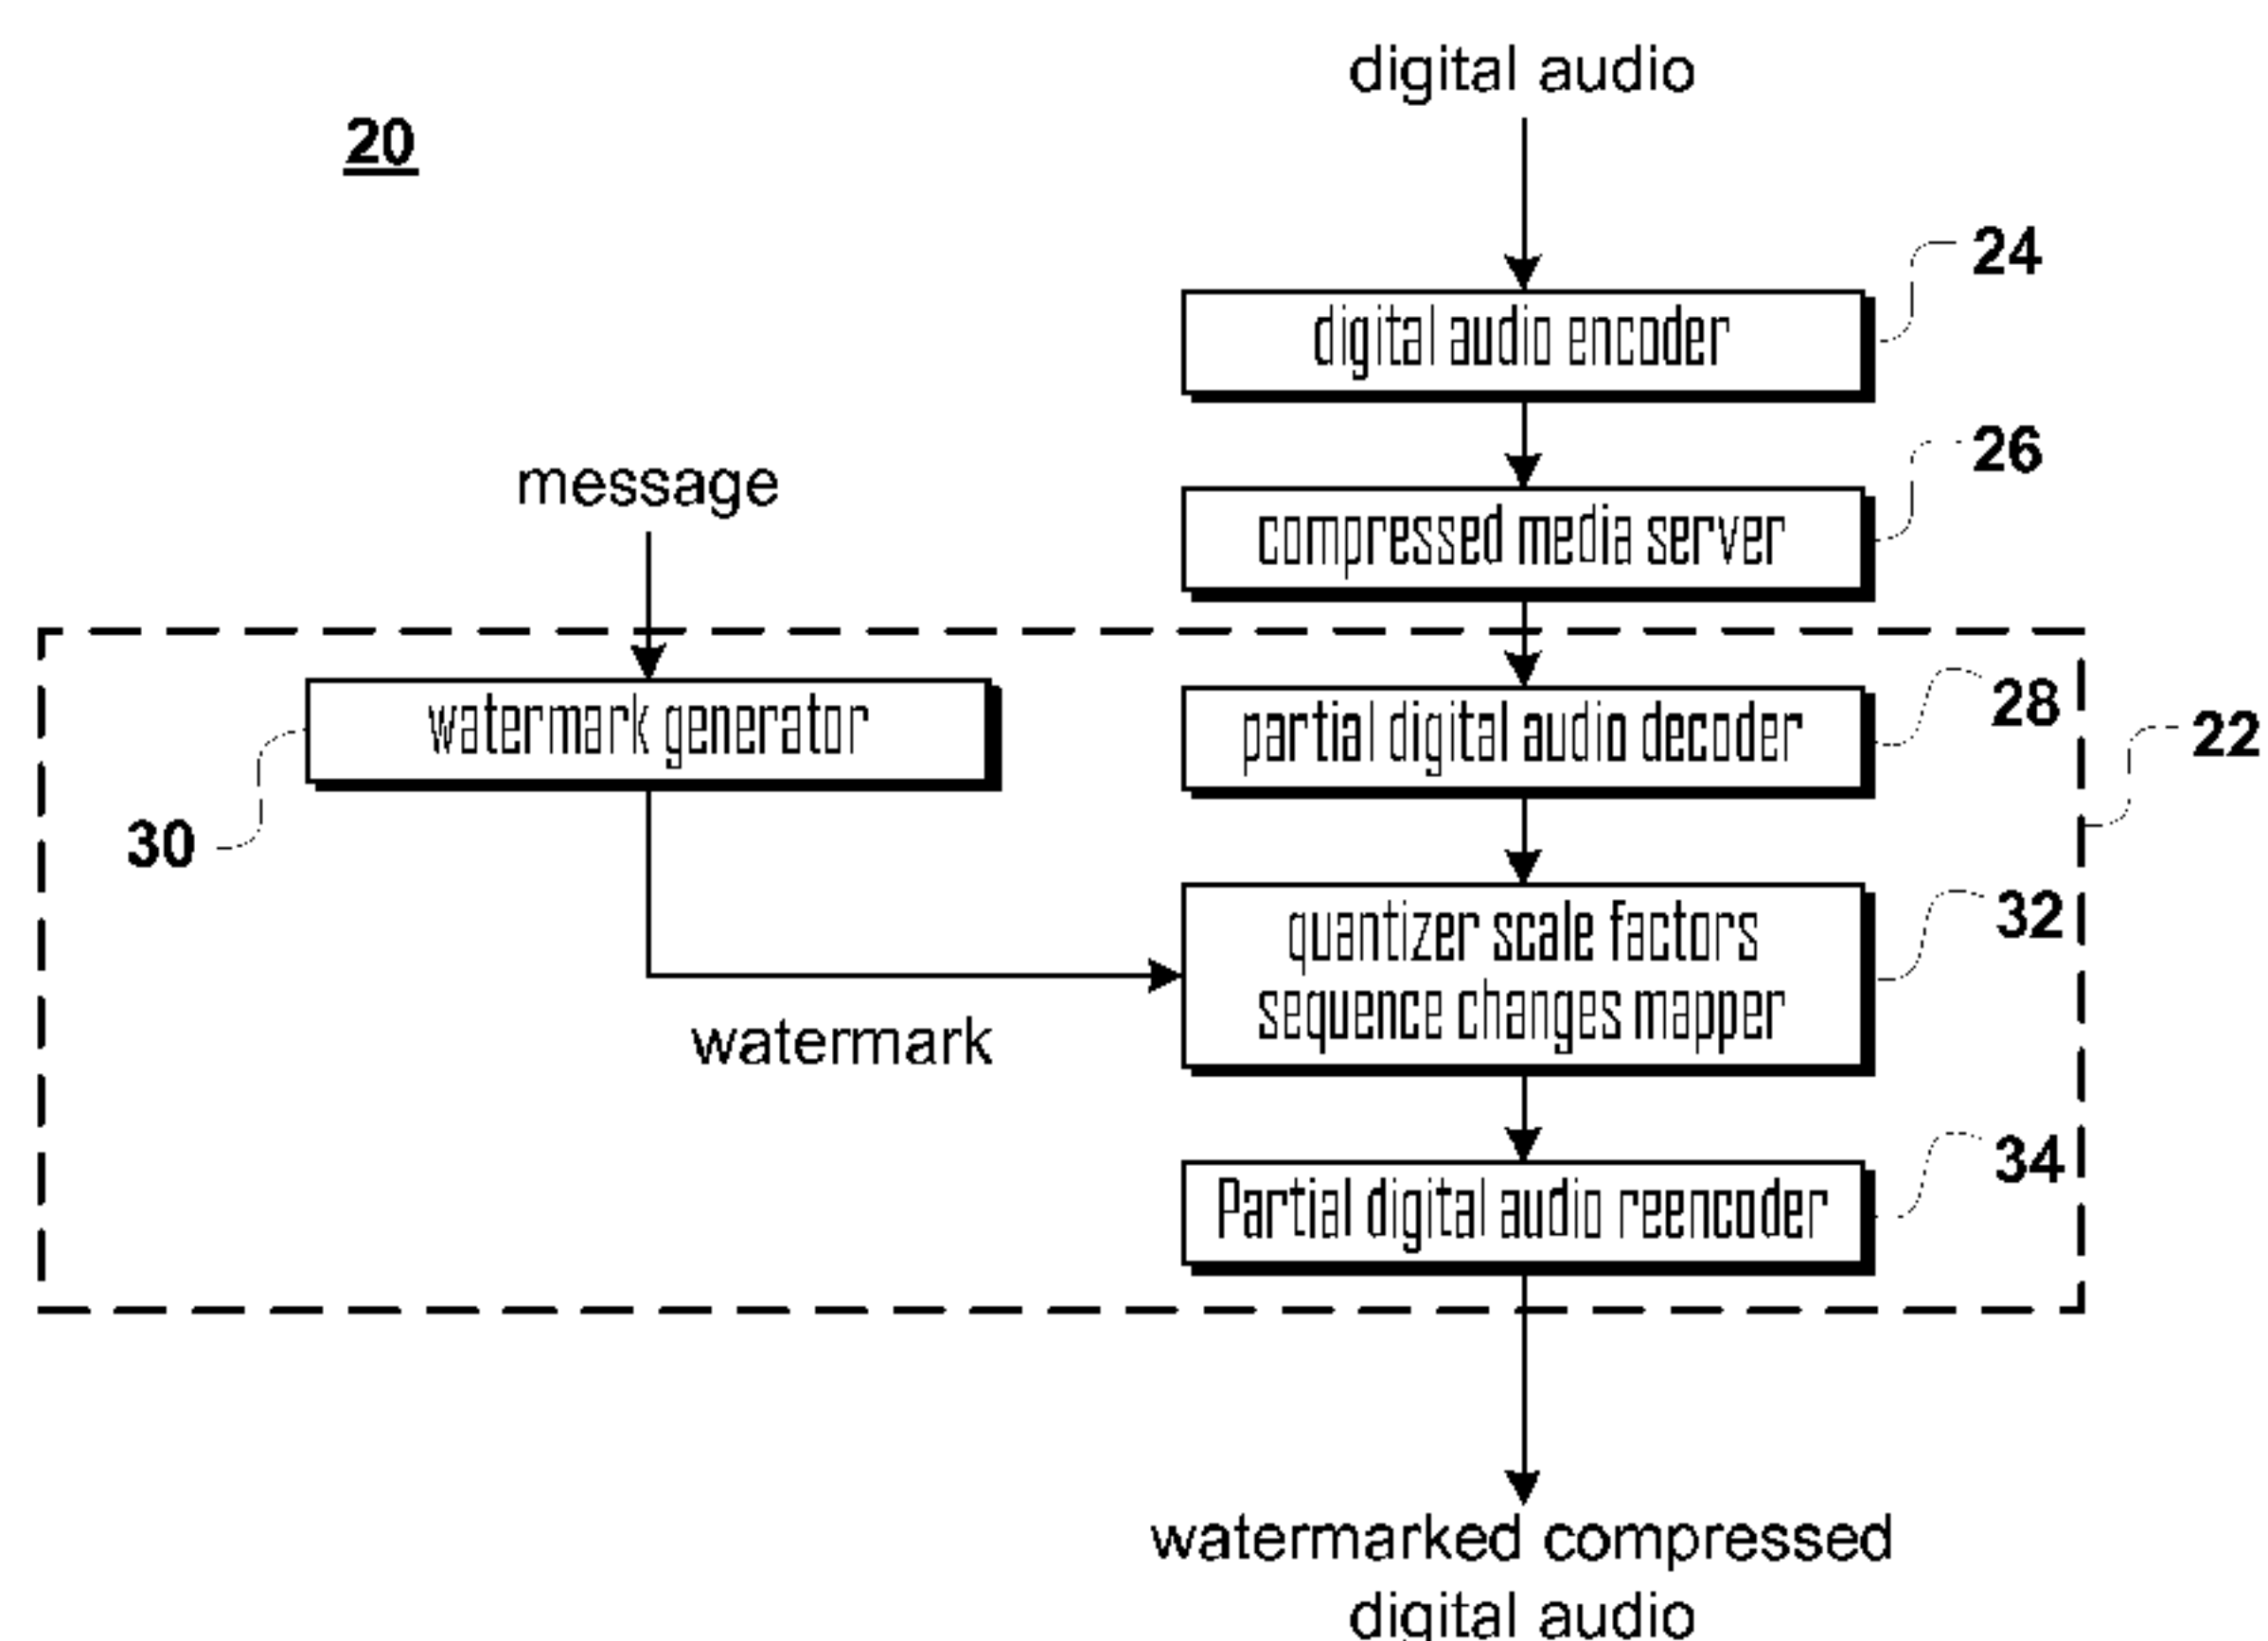 digital audio
20
24
digital audio encoder
26
message
compressed media server
watermark generator
partial digital audio decoder
28
22
30
quantizer scale factors
sequence changes mapper
32
watermark
Partial digital audio reencoder
34
watermarked compressed
digital audio